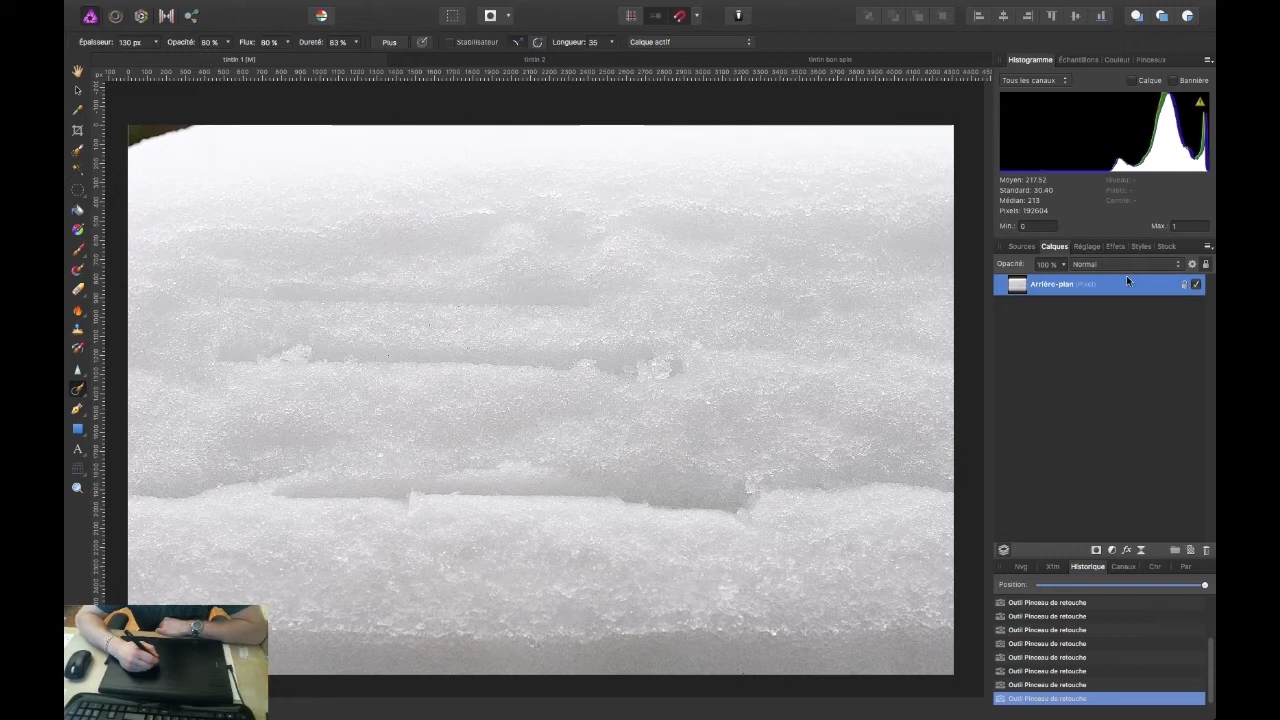 Épaisseur: 130 px Opacité: 80 % Flux: 80 % Dureté: 83 % Plus Stabilisateur Longueur: 35 Calque actif
tintin 1 [M] tintin 2 tintin bon spin
px
Histogramme Échantillons Couleur Pinceaux
Tous les canaux Calque Bannière
Moyen: 217.52 Niveau: -
Standard: 30.40 Pixels: -
Médian: 213 Centile: -
Pixels: 192604
Min.: 0 Max.: 1
Sources Calques Réglage Effets Styles Stock
Opacité: 100 % Normal
Arrière-plan (Pixel)
Nvg Xfm Historique Canaux Chr Par
Position:
Outil Pinceau de retouche
Outil Pinceau de retouche
Outil Pinceau de retouche
Outil Pinceau de retouche
Outil Pinceau de retouche
Outil Pinceau de retouche
Outil Pinceau de retouche
Outil Pinceau de retouche